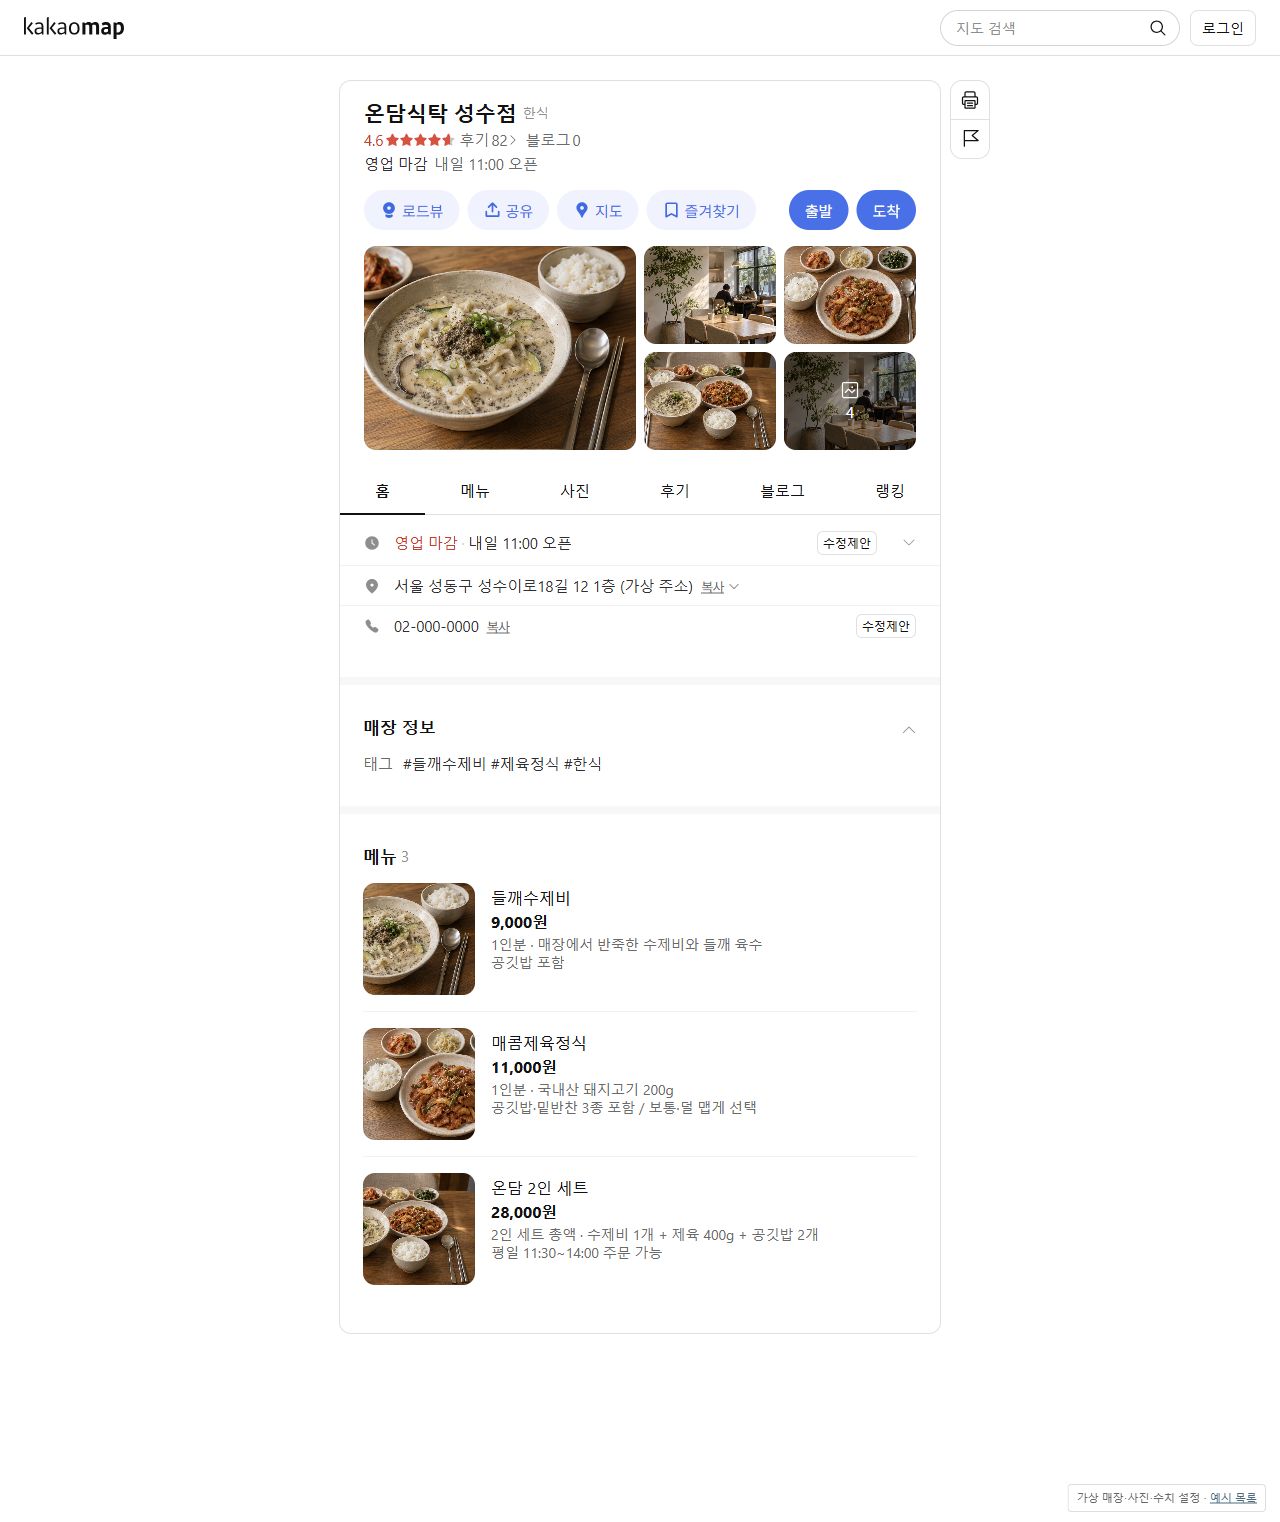 kakaomap
지도 검색
로그인
온담식탁 성수점 한식
4.6 후기 82 블로그 0
영업 마감 내일 11:00 오픈
로드뷰 공유 지도 즐겨찾기 출발 도착
4
홈 메뉴 사진 후기 블로그 랭킹
영업 마감 · 내일 11:00 오픈 수정제안
서울 성동구 성수이로18길 12 1층 (가상 주소) 복사
02-000-0000 복사 수정제안
매장 정보
태그 #들깨수제비 #제육정식 #한식
메뉴 3
들깨수제비
9,000원
1인분 · 매장에서 반죽한 수제비와 들깨 육수
공깃밥 포함
매콤제육정식
11,000원
1인분 · 국내산 돼지고기 200g
공깃밥·밑반찬 3종 포함 / 보통·덜 맵게 선택
온담 2인 세트
28,000원
2인 세트 총액 · 수제비 1개 + 제육 400g + 공깃밥 2개
평일 11:30~14:00 주문 가능
가상 매장·사진·수치 설정 · 예시 목록